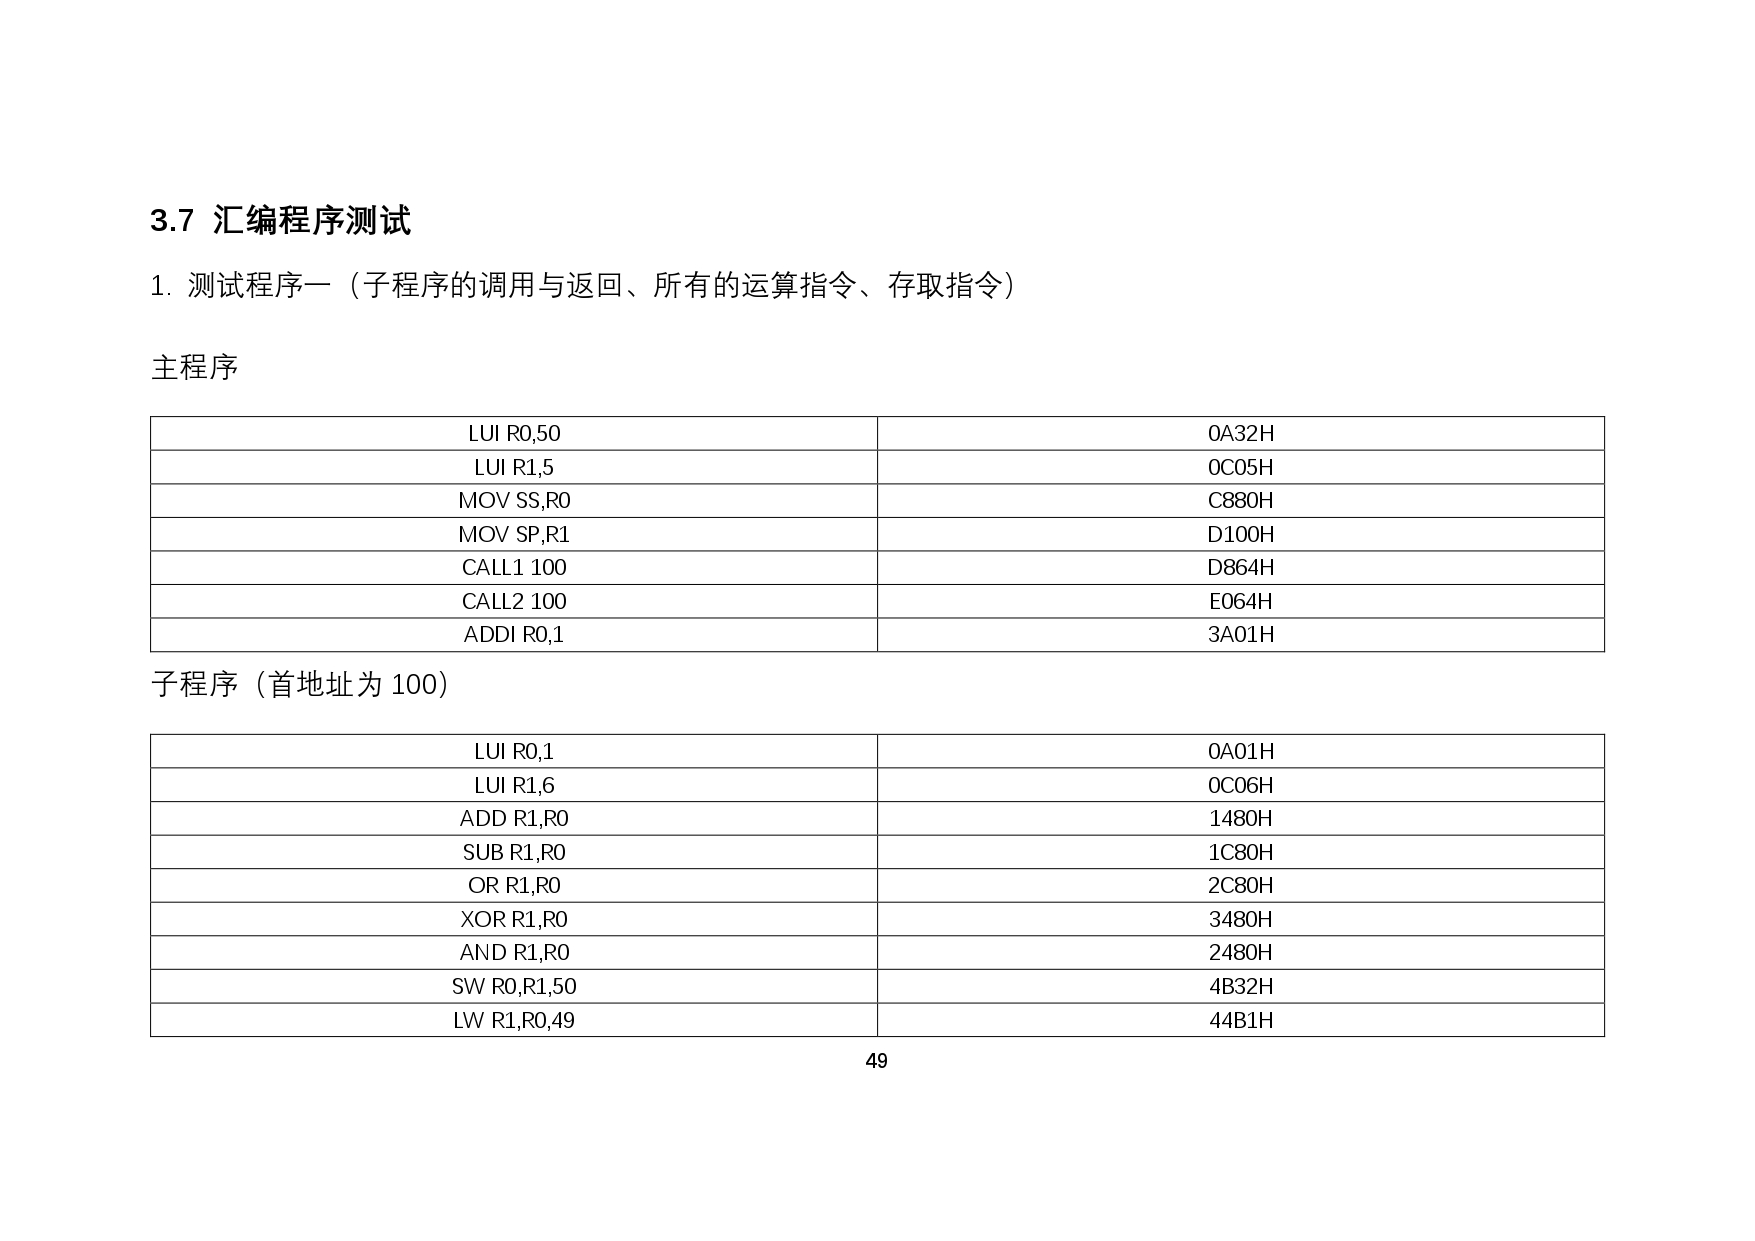 3.7 汇编程序测试
1. 测试程序一（子程序的调用与返回、所有的运算指令、存取指令）
主程序
LUI R0,50 0A32H
LUI R1,5 0C05H
MOV SS,R0 C880H
MOV SP,R1 D100H
CALL1 100 D864H
CALL2 100 E064H
ADDI R0,1 3A01H
子程序（首地址为 100）
LUI R0,1 0A01H
LUI R1,6 0C06H
ADD R1,R0 1480H
SUB R1,R0 1C80H
OR R1,R0 2C80H
XOR R1,R0 3480H
AND R1,R0 2480H
SW R0,R1,50 4B32H
LW R1,R0,49 44B1H
49